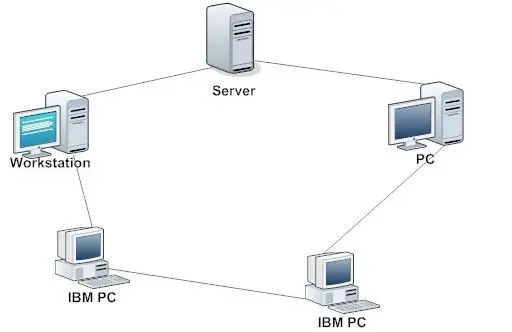 Server
Workstation
PC
IBM PC
IBM PC